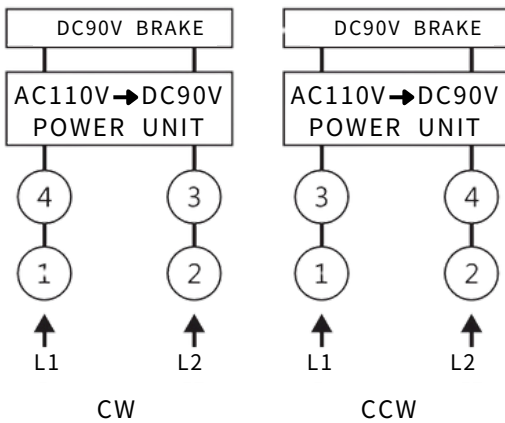 DC90V BRAKE DC90V BRAKE
AC110V→DC90V AC110V→DC90V
POWER UNIT POWER UNIT
4 3 3 4
1 2 1 2
L1 L2 L1 L2
CW CCW